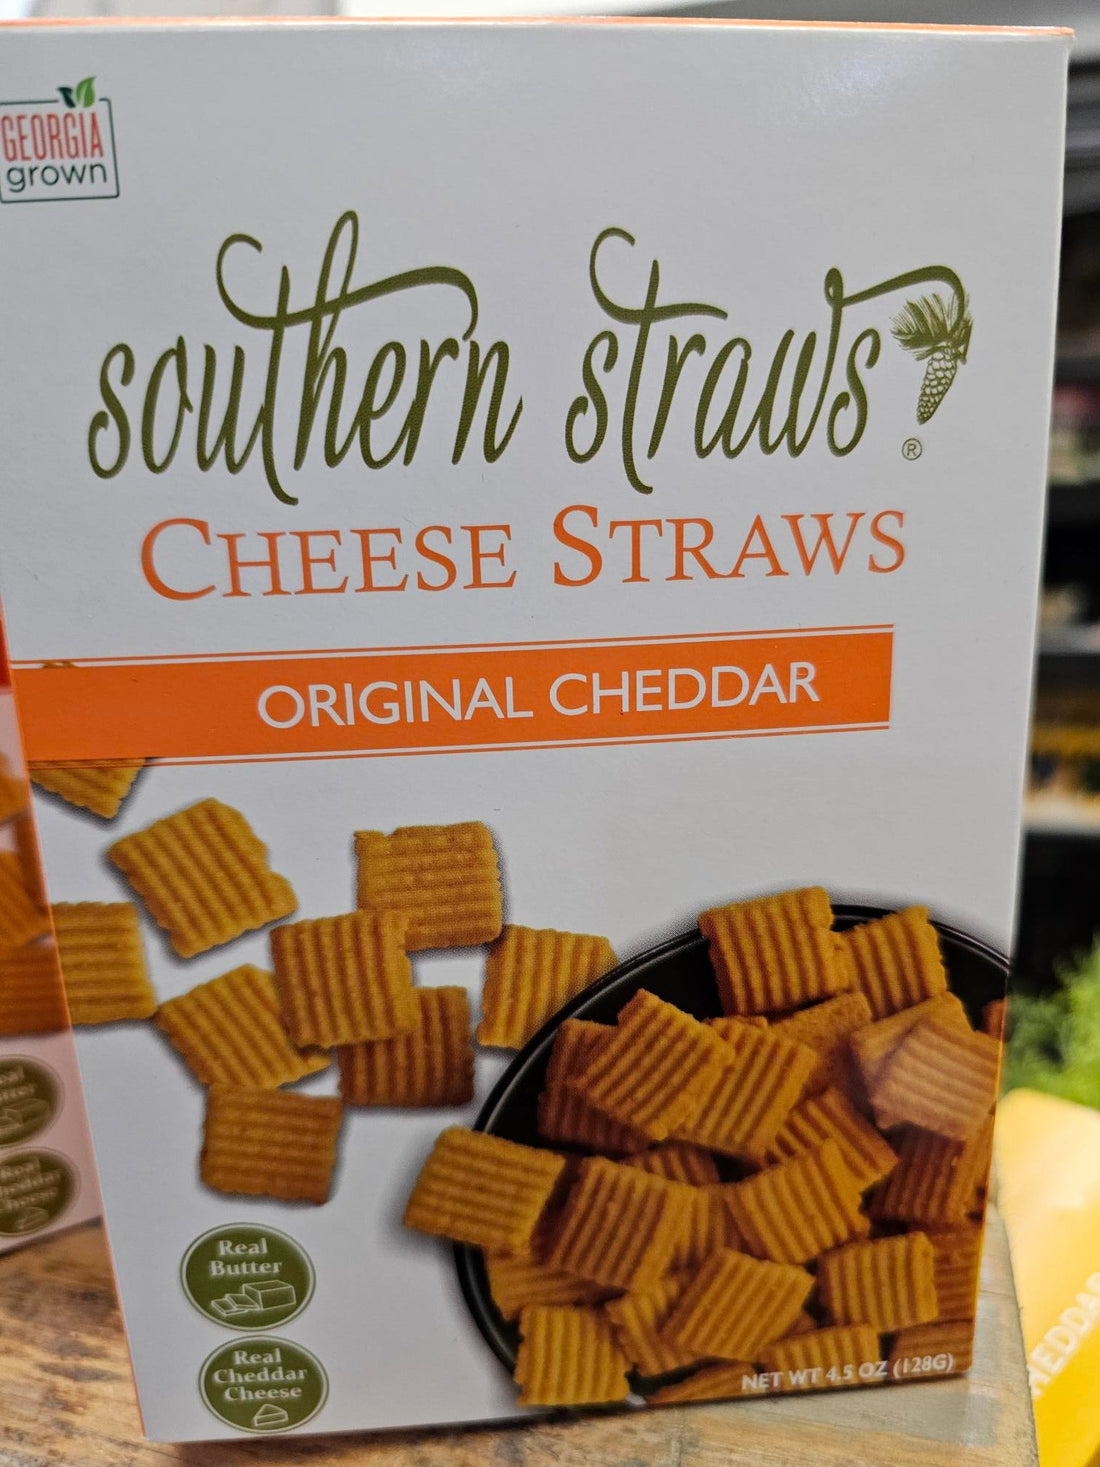 GEORGIA
grown
southern straws
®
CHEESE STRAWS
ORIGINAL CHEDDAR
Real
Butter
Real
Cheddar
Cheese
NET WT 4.5 OZ (128G)